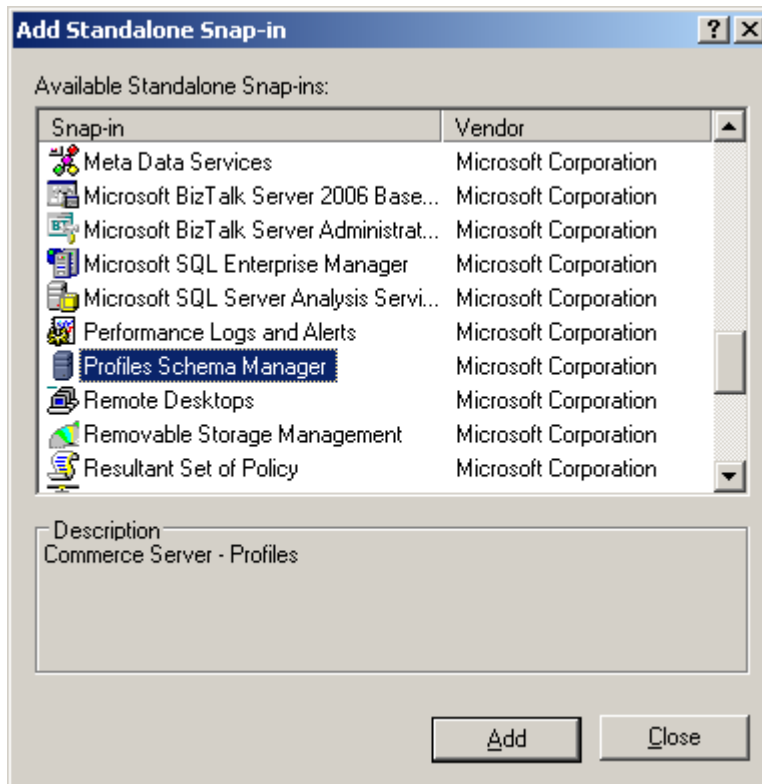 Add Standalone Snap-in
Available Standalone Snap-ins:
Snap-in Vendor
Meta Data Services Microsoft Corporation
Microsoft BizTalk Server 2006 Base... Microsoft Corporation
Microsoft BizTalk Server Administrat... Microsoft Corporation
Microsoft SQL Enterprise Manager Microsoft Corporation
Microsoft SQL Server Analysis Servi... Microsoft Corporation
Performance Logs and Alerts Microsoft Corporation
Profiles Schema Manager Microsoft Corporation
Remote Desktops Microsoft Corporation
Removable Storage Management Microsoft Corporation
Resultant Set of Policy Microsoft Corporation
Description
Commerce Server - Profiles
Add Close